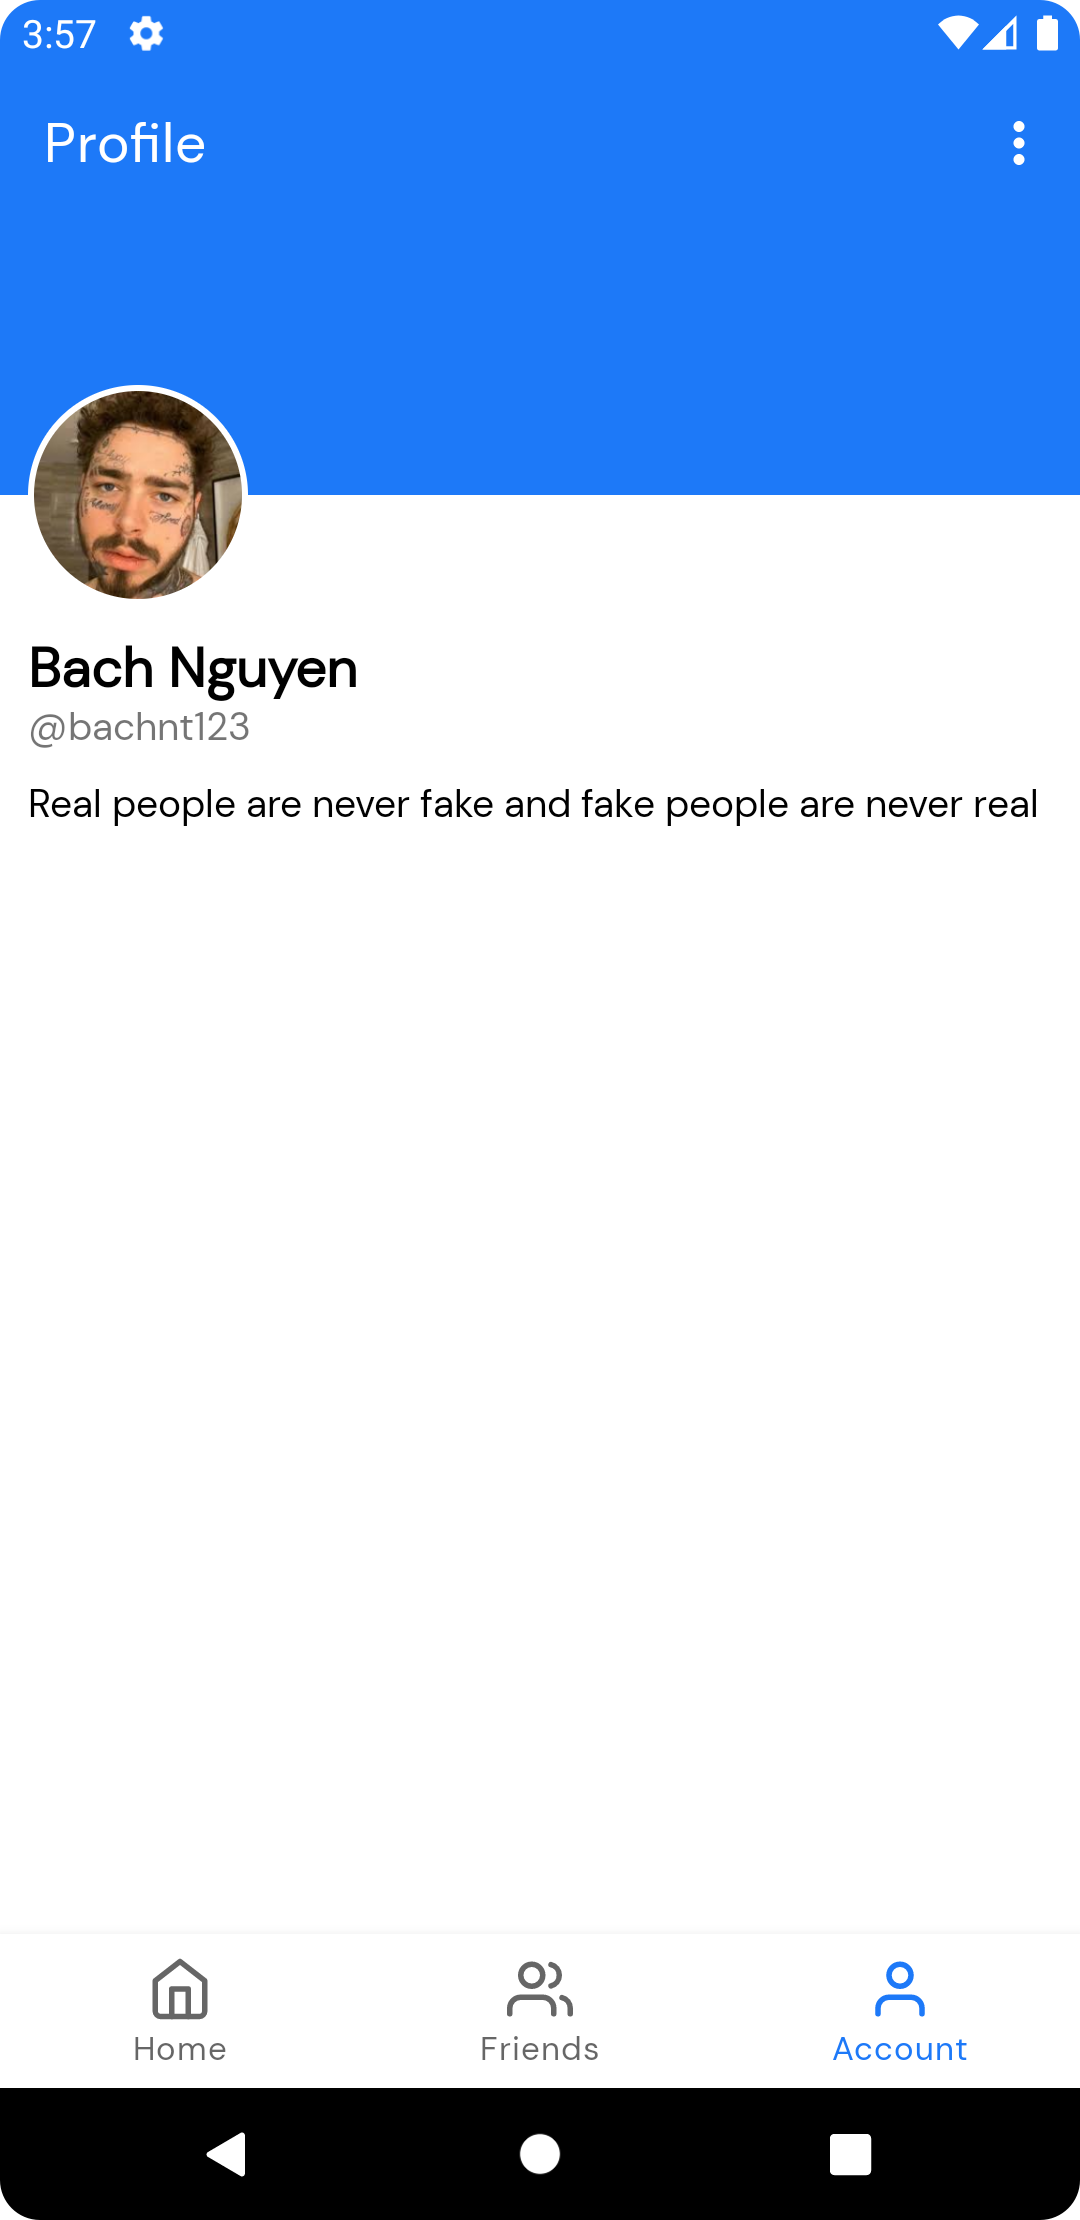 3:57
Profile
Bach Nguyen
@bachnt123
Real people are never fake and fake people are never real
Home
Friends
Account